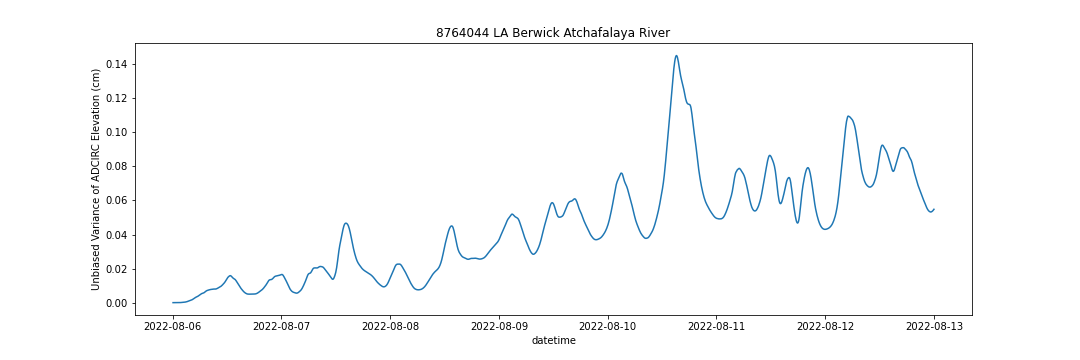 8764044 LA Berwick Atchafalaya River
Unbiased Variance of ADCIRC Elevation (cm)
0.14
0.12
0.10
0.08
0.06
0.04
0.02
0.00
2022-08-06 2022-08-07 2022-08-08 2022-08-09 2022-08-10 2022-08-11 2022-08-12 2022-08-13
datetime